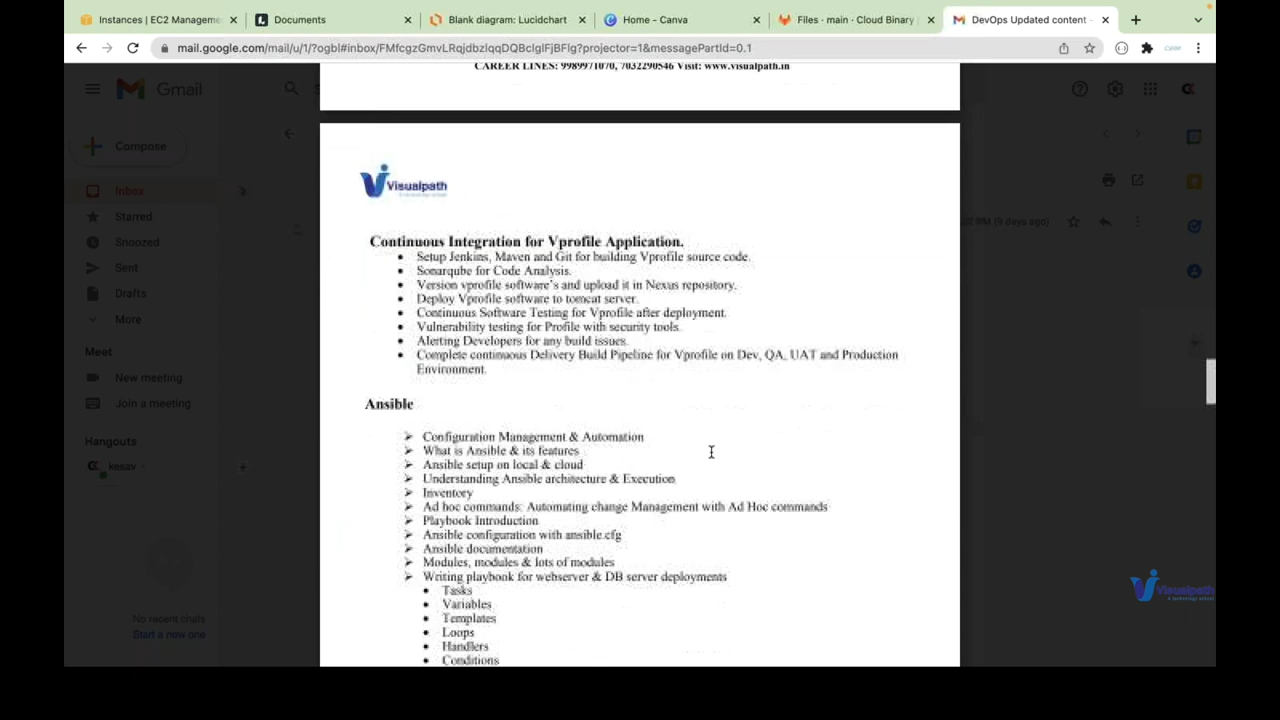 Instances | EC2 Manageme
Documents
Blank diagram: Lucidchart
Home - Canva
Files · main · Cloud Binary
DevOps Updated content -
mail.google.com/mail/u/1/?ogbl#inbox/FMfcgzGmvLRqjdbzlqqDQBclglFjBFlg?projector=1&messagePartId=0.1
CAREER LINES: 9989971070, 7032290546 Visit: www.visualpath.in
Gmail
Compose
Inbox 3
Starred
Snoozed
Sent
Drafts
More
Meet
New meeting
Join a meeting
Hangouts
kesav
No recent chats
Start a new one
(9 days ago)
Visualpath
Continuous Integration for Vprofile Application.
• Setup Jenkins, Maven and Git for building Vprofile source code.
• Sonarqube for Code Analysis.
• Version vprofile software's and upload it in Nexus repository.
• Deploy Vprofile software to tomcat server.
• Continuous Software Testing for Vprofile after deployment.
• Vulnerability testing for Profile with security tools.
• Alerting Developers for any build issues.
• Complete continuous Delivery Build Pipeline for Vprofile on Dev, QA, UAT and Production
Environment.
Ansible
➢ Configuration Management & Automation
➢ What is Ansible & its features
➢ Ansible setup on local & cloud
➢ Understanding Ansible architecture & Execution
➢ Inventory
➢ Ad hoc commands: Automating change Management with Ad Hoc commands
➢ Playbook Introduction
➢ Ansible configuration with ansible.cfg
➢ Ansible documentation
➢ Modules, modules & lots of modules
➢ Writing playbook for webserver & DB server deployments
• Tasks
• Variables
• Templates
• Loops
• Handlers
• Conditions
Visualpath